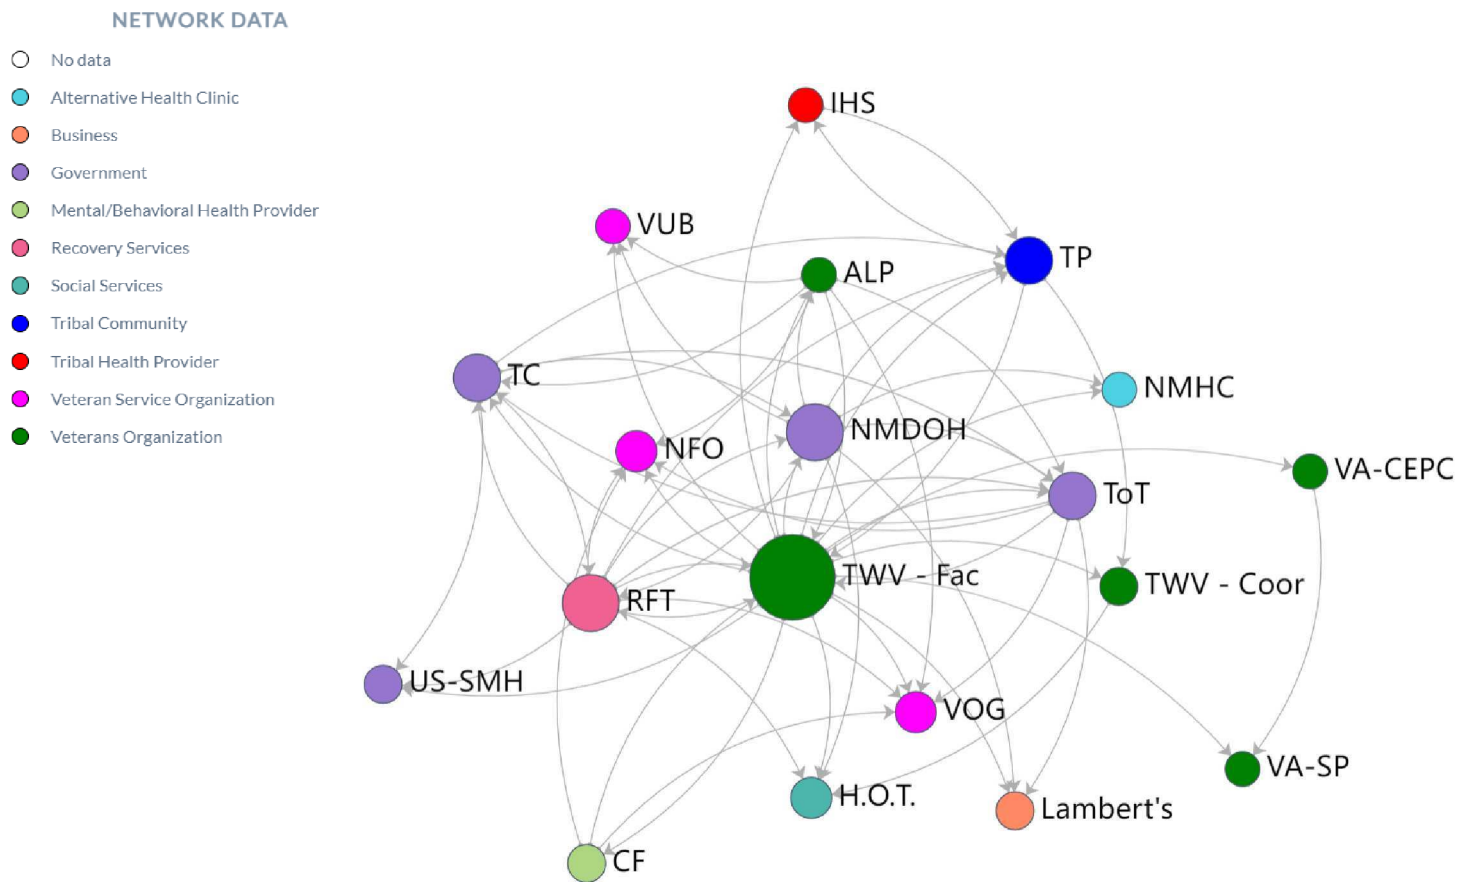 NETWORK DATA
No data
Alternative Health Clinic
Business
Government
Mental/Behavioral Health Provider
Recovery Services
Social Services
Tribal Community
Tribal Health Provider
Veteran Service Organization
Veterans Organization
IHS
VUB
TP
ALP
TC
NMHC
NMDOH
NFO
VA-CEPC
ToT
TWV - Fac
TWV - Coor
RFT
US-SMH
VOG
VA-SP
H.O.T.
Lambert's
CF